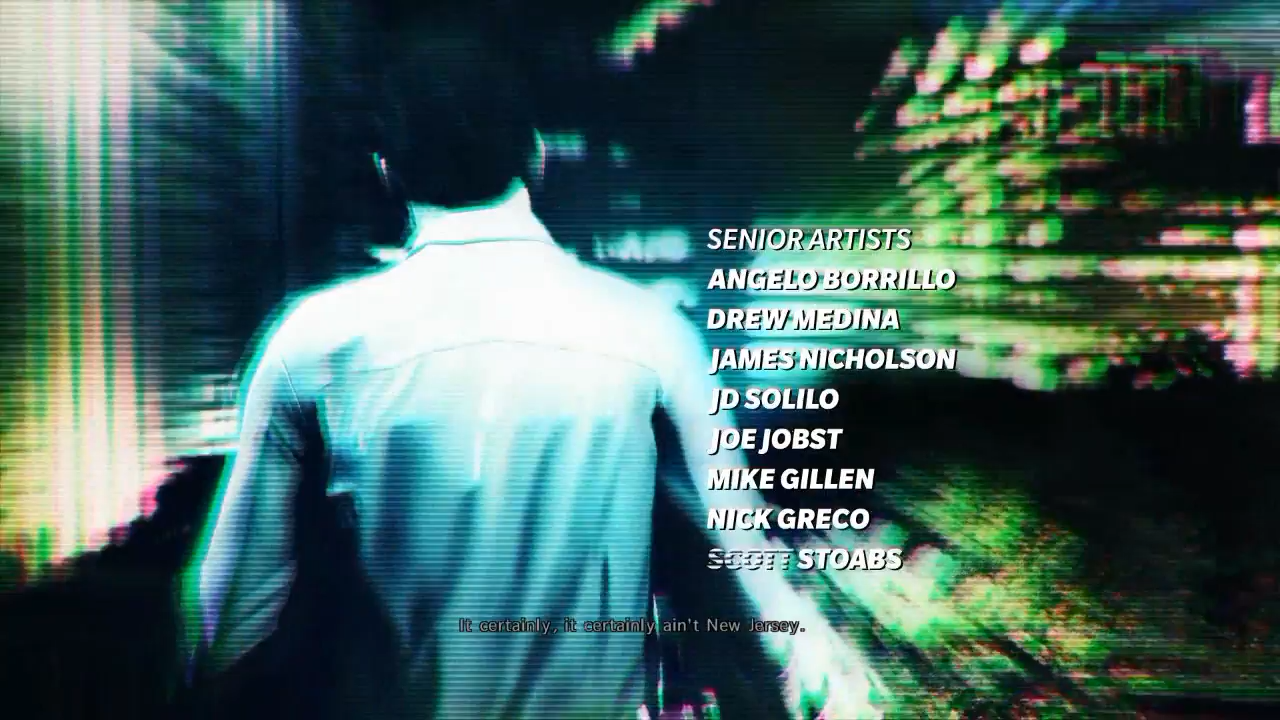 SENIOR ARTISTS
ANGELO BORRILLO
DREW MEDINA
JAMES NICHOLSON
JD SOLILO
JOE JOBST
MIKE GILLEN
NICK GRECO
SCOTT STOABS
It certainly, it certainly ain't New Jersey.